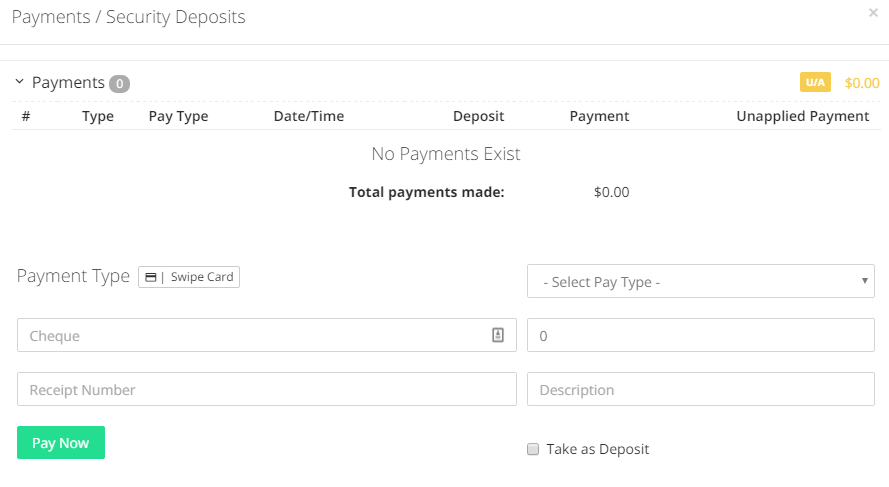 Payments / Security Deposits ×
Payments 0 U/A $0.00
# Type Pay Type Date/Time Deposit Payment Unapplied Payment
No Payments Exist
Total payments made: $0.00
Payment Type | Swipe Card - Select Pay Type -
Cheque 0
Receipt Number Description
Pay Now Take as Deposit